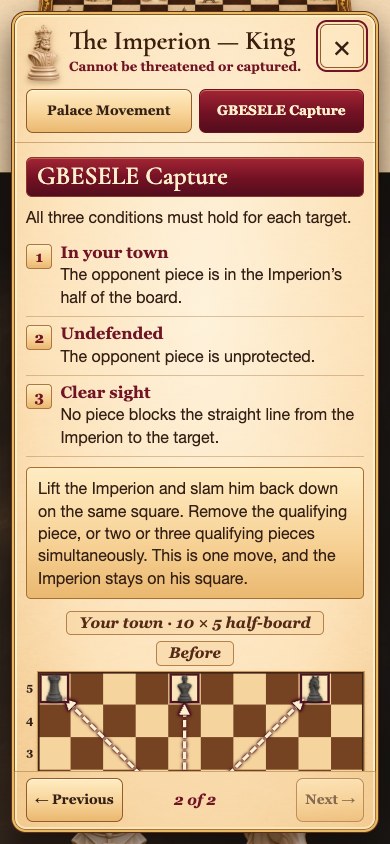 The Imperion — King
Cannot be threatened or captured.
×
Palace Movement
GBESELE Capture
GBESELE Capture
All three conditions must hold for each target.
1
In your town
The opponent piece is in the Imperion’s
half of the board.
2
Undefended
The opponent piece is unprotected.
3
Clear sight
No piece blocks the straight line from the
Imperion to the target.
Lift the Imperion and slam him back down
on the same square. Remove the qualifying
piece, or two or three qualifying pieces
simultaneously. This is one move, and the
Imperion stays on his square.
Your town · 10 × 5 half-board
Before
5
4
3
← Previous
2 of 2
Next →